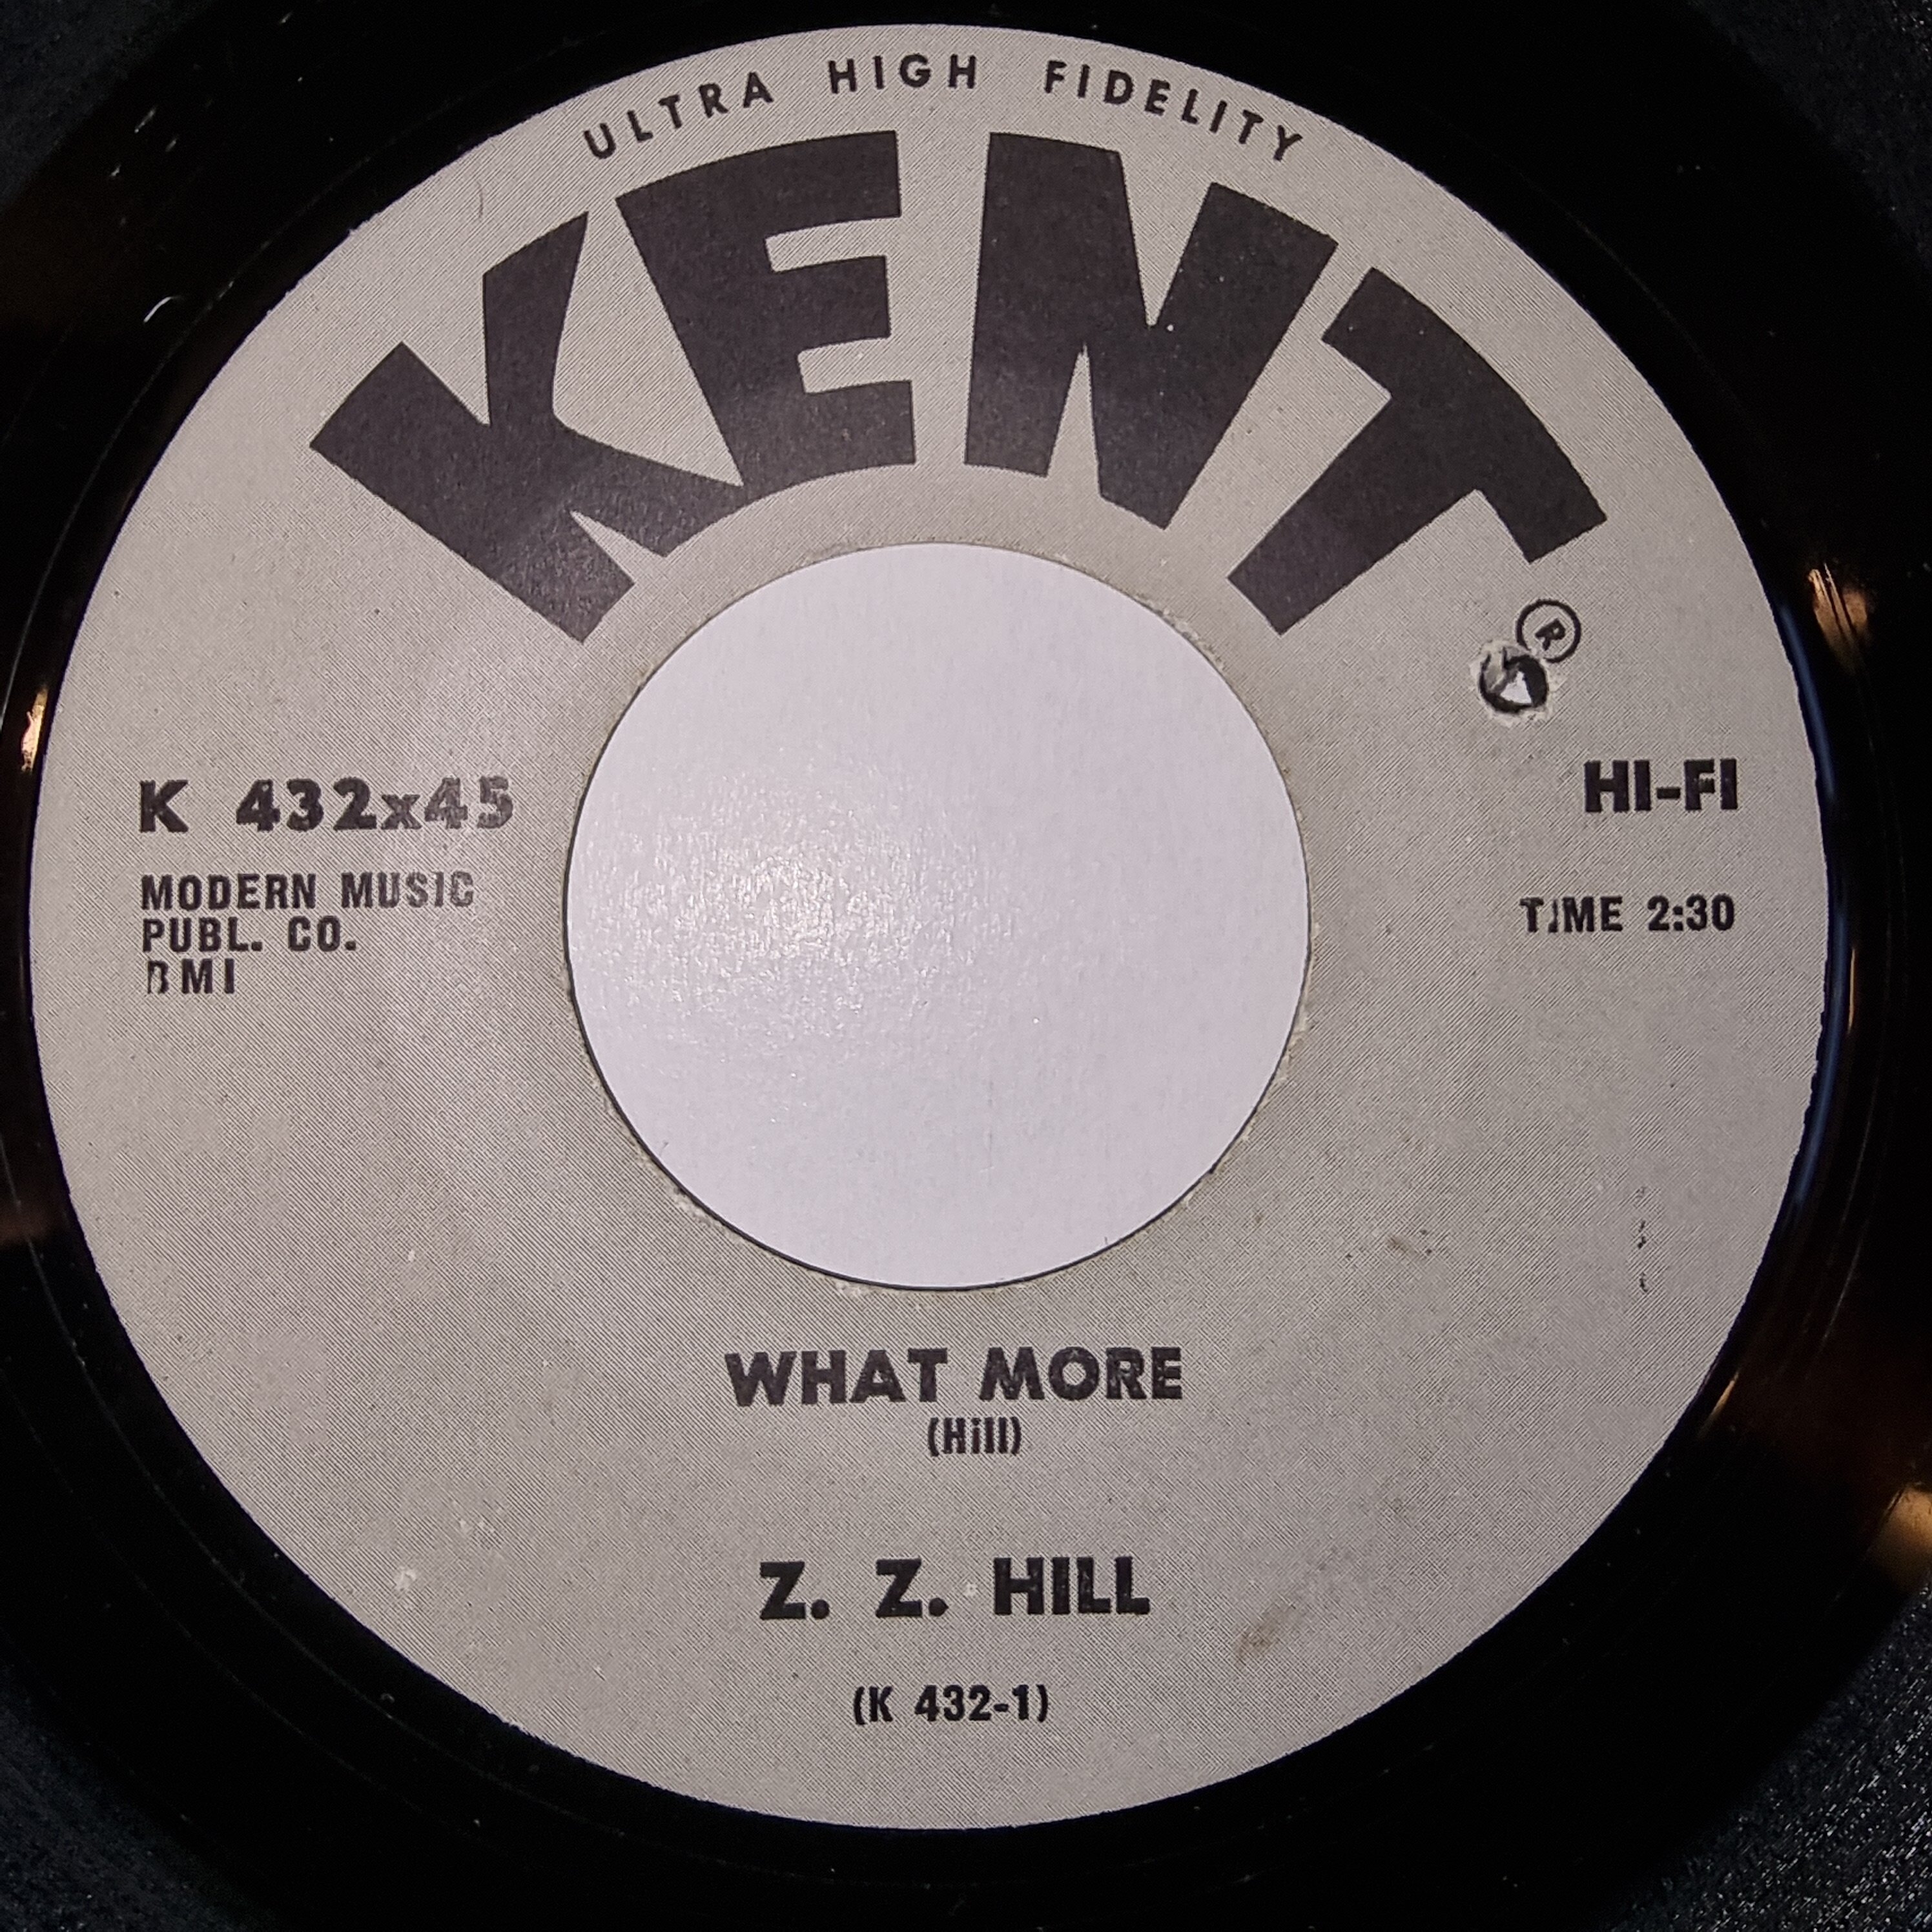 ULTRA HIGH FIDELITY
KENT
®
K 432x45
HI-FI
MODERN MUSIC
PUBL. CO.
BMI
TIME 2:30
WHAT MORE
(Hill)
Z. Z. HILL
(K 432-1)